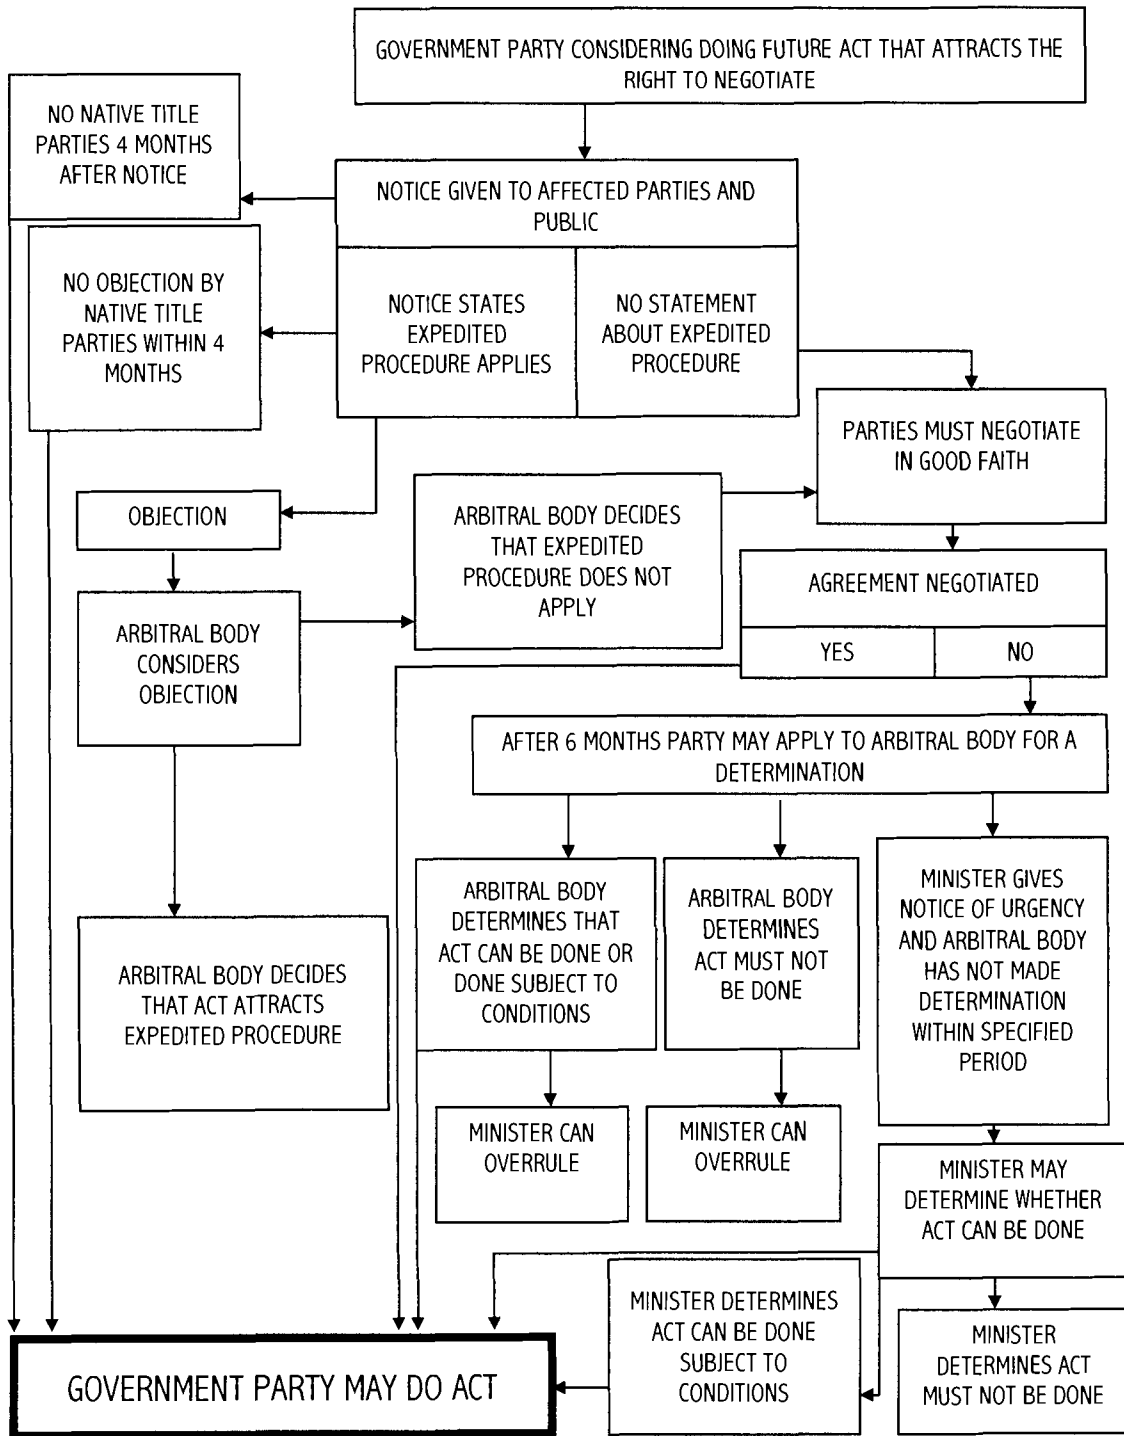 GOVERNMENT PARTY CONSIDERING DOING FUTURE ACT THAT ATTRACTS THE
RIGHT TO NEGOTIATE
NO NATIVE TITLE
PARTIES 4 MONTHS
AFTER NOTICE
NOTICE GIVEN TO AFFECTED PARTIES AND
PUBLIC
NO OBJECTION BY
NATIVE TITLE
PARTIES WITHIN 4
MONTHS
NOTICE STATES
EXPEDITED
PROCEDURE APPLIES
NO STATEMENT
ABOUT EXPEDITED
PROCEDURE
PARTIES MUST NEGOTIATE
IN GOOD FAITH
OBJECTION
ARBITRAL BODY DECIDES
THAT EXPEDITED
PROCEDURE DOES NOT
APPLY
AGREEMENT NEGOTIATED
YES
NO
ARBITRAL BODY
CONSIDERS
OBJECTION
AFTER 6 MONTHS PARTY MAY APPLY TO ARBITRAL BODY FOR A
DETERMINATION
ARBITRAL BODY
DETERMINES THAT
ACT CAN BE DONE OR
DONE SUBJECT TO
CONDITIONS
ARBITRAL BODY
DETERMINES
ACT MUST NOT
BE DONE
MINISTER GIVES
NOTICE OF URGENCY
AND ARBITRAL BODY
HAS NOT MADE
DETERMINATION
WITHIN SPECIFIED
PERIOD
ARBITRAL BODY DECIDES
THAT ACT ATTRACTS
EXPEDITED PROCEDURE
MINISTER CAN
OVERRULE
MINISTER CAN
OVERRULE
MINISTER MAY
DETERMINE WHETHER
ACT CAN BE DONE
MINISTER DETERMINES
ACT CAN BE DONE
SUBJECT TO
CONDITIONS
MINISTER
DETERMINES ACT
MUST NOT BE DONE
GOVERNMENT PARTY MAY DO ACT